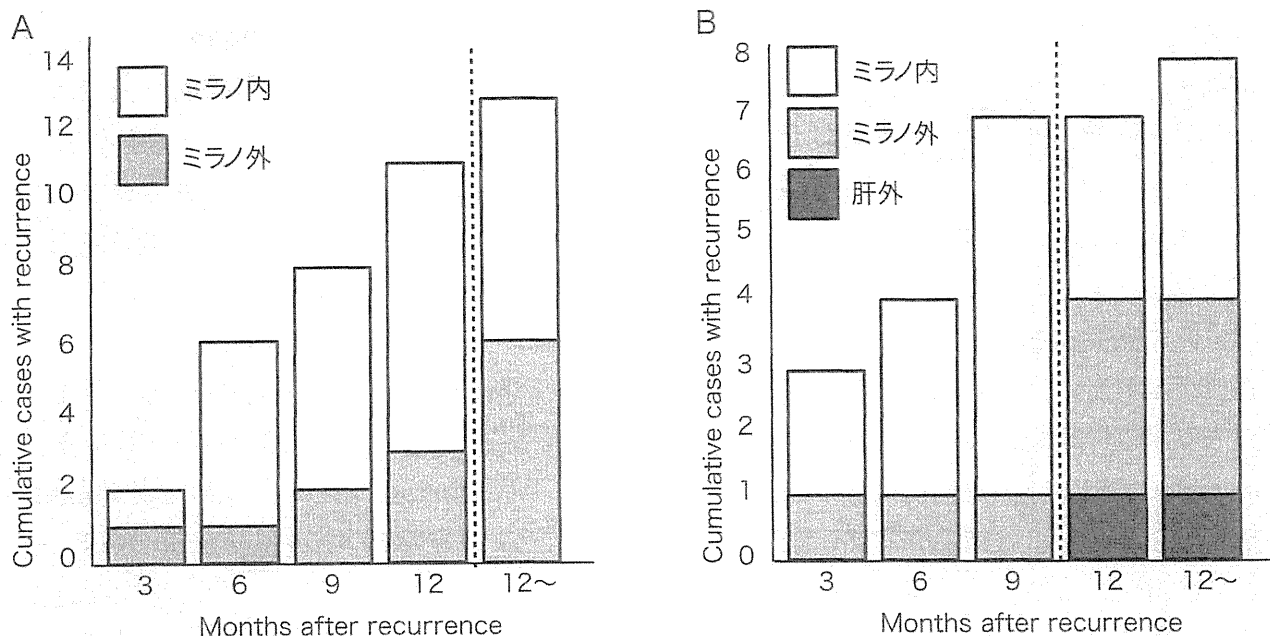 A
Cumulative cases with recurrence
14
12
10
8
6
4
2
0
ミラノ内
ミラノ外
3 6 9 12 12〜
Months after recurrence
B
Cumulative cases with recurrence
8
7
6
5
4
3
2
1
0
ミラノ内
ミラノ外
肝外
3 6 9 12 12〜
Months after recurrence